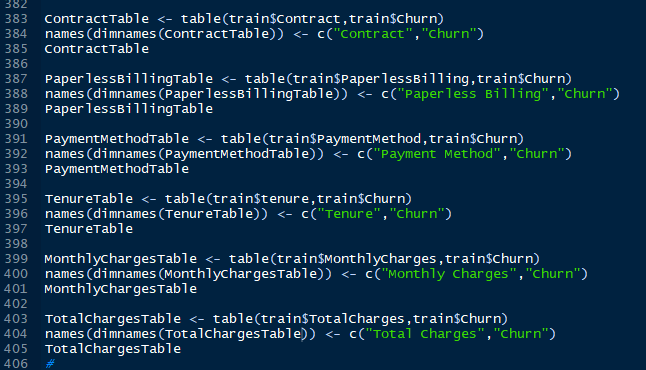 382
383 ContractTable <- table(train$Contract,train$Churn)
384 names(dimnames(ContractTable)) <- c("Contract","Churn")
385 ContractTable
386
387 PaperlessBillingTable <- table(train$PaperlessBilling,train$Churn)
388 names(dimnames(PaperlessBillingTable)) <- c("Paperless Billing","Churn")
389 PaperlessBillingTable
390
391 PaymentMethodTable <- table(train$PaymentMethod,train$Churn)
392 names(dimnames(PaymentMethodTable)) <- c("Payment Method","Churn")
393 PaymentMethodTable
394
395 TenureTable <- table(train$tenure,train$Churn)
396 names(dimnames(TenureTable)) <- c("Tenure","Churn")
397 TenureTable
398
399 MonthlyChargesTable <- table(train$MonthlyCharges,train$Churn)
400 names(dimnames(MonthlyChargesTable)) <- c("Monthly Charges","Churn")
401 MonthlyChargesTable
402
403 TotalChargesTable <- table(train$TotalCharges,train$Churn)
404 names(dimnames(TotalChargesTable)) <- c("Total Charges","Churn")
405 TotalChargesTable
406 #